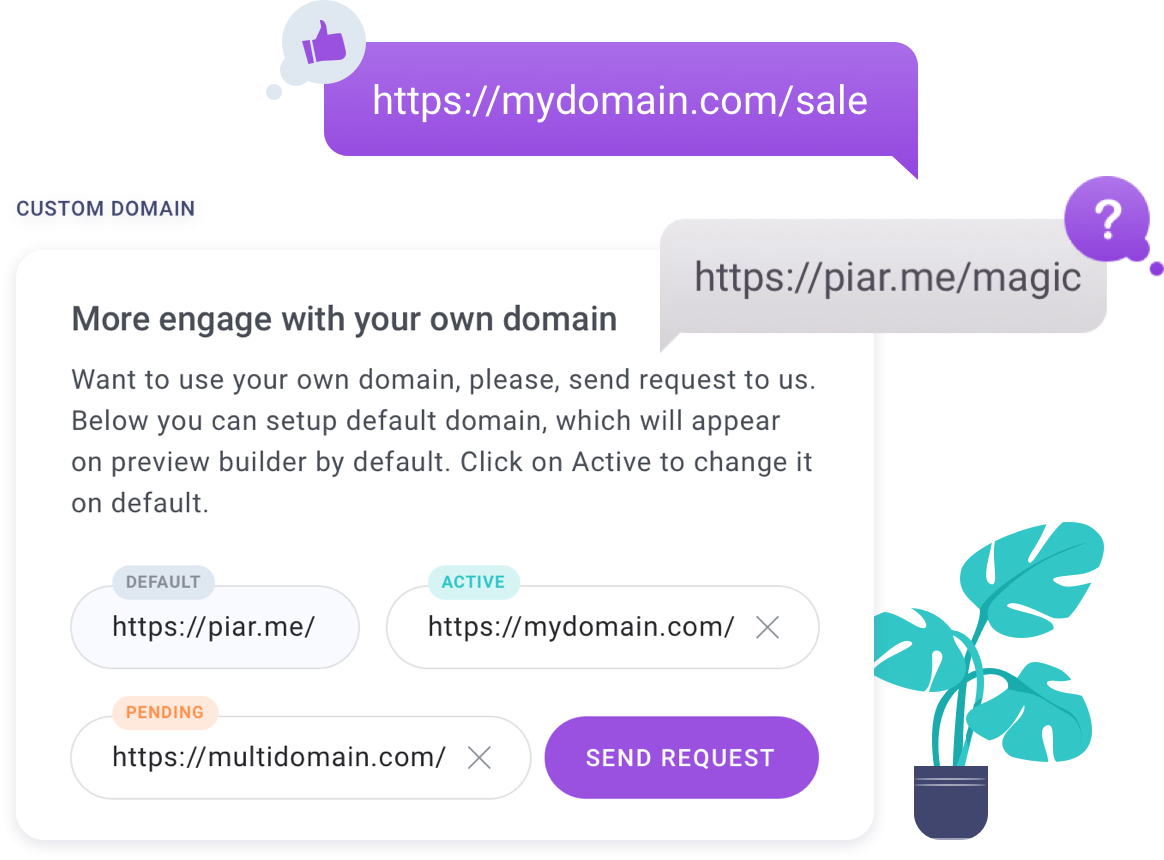 https://mydomain.com/sale
CUSTOM DOMAIN
?
https://piar.me/magic
More engage with your own domain
Want to use your own domain, please, send request to us.
Below you can setup default domain, which will appear
on preview builder by default. Click on Active to change it
on default.
DEFAULT
https://piar.me/
ACTIVE
https://mydomain.com/
PENDING
https://multidomain.com/
SEND REQUEST